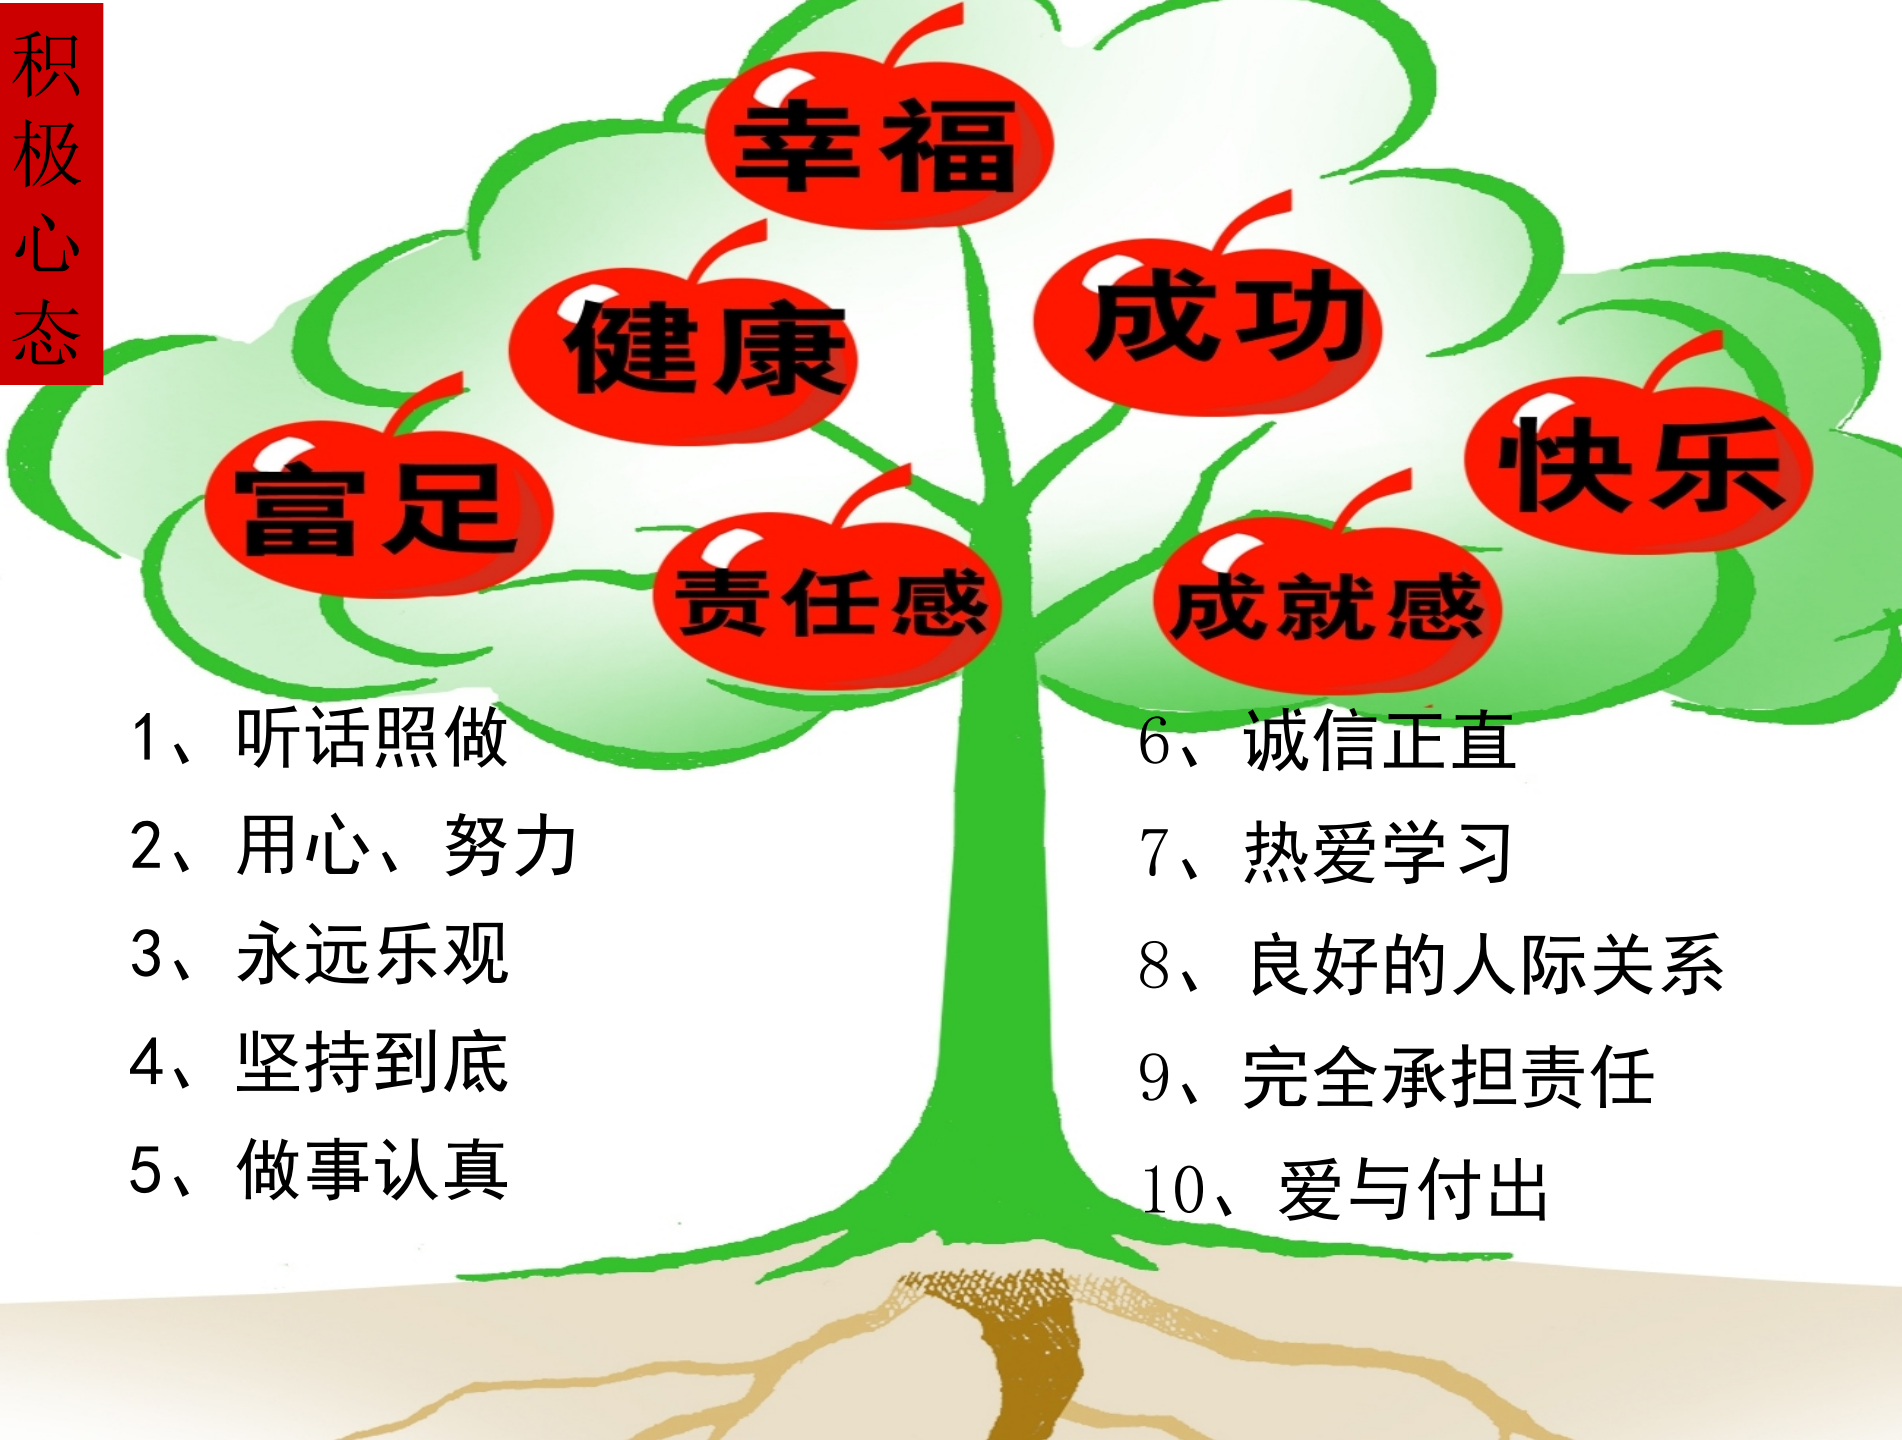 积极心态
幸福
健康
成功
富足
快乐
责任感
成就感
1、听话照做
2、用心、努力
3、永远乐观
4、坚持到底
5、做事认真
6、诚信正直
7、热爱学习
8、良好的人际关系
9、完全承担责任
10、爱与付出